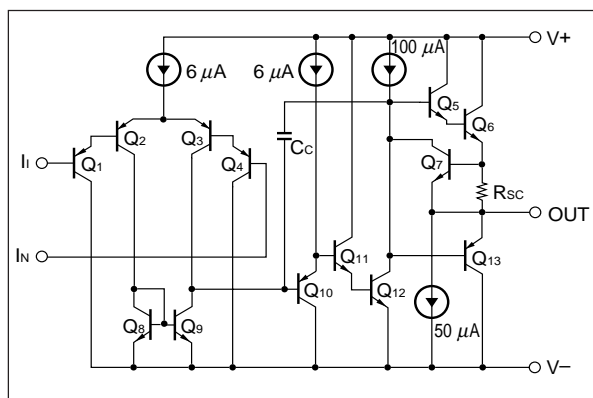 V+
6 µA
6 µA
100 µA
Q5
Q6
Q2
Q3
Q1
Q4
CC
Q7
II
RSC
OUT
IN
Q11
Q13
Q10
Q12
Q8
Q9
50 µA
V–